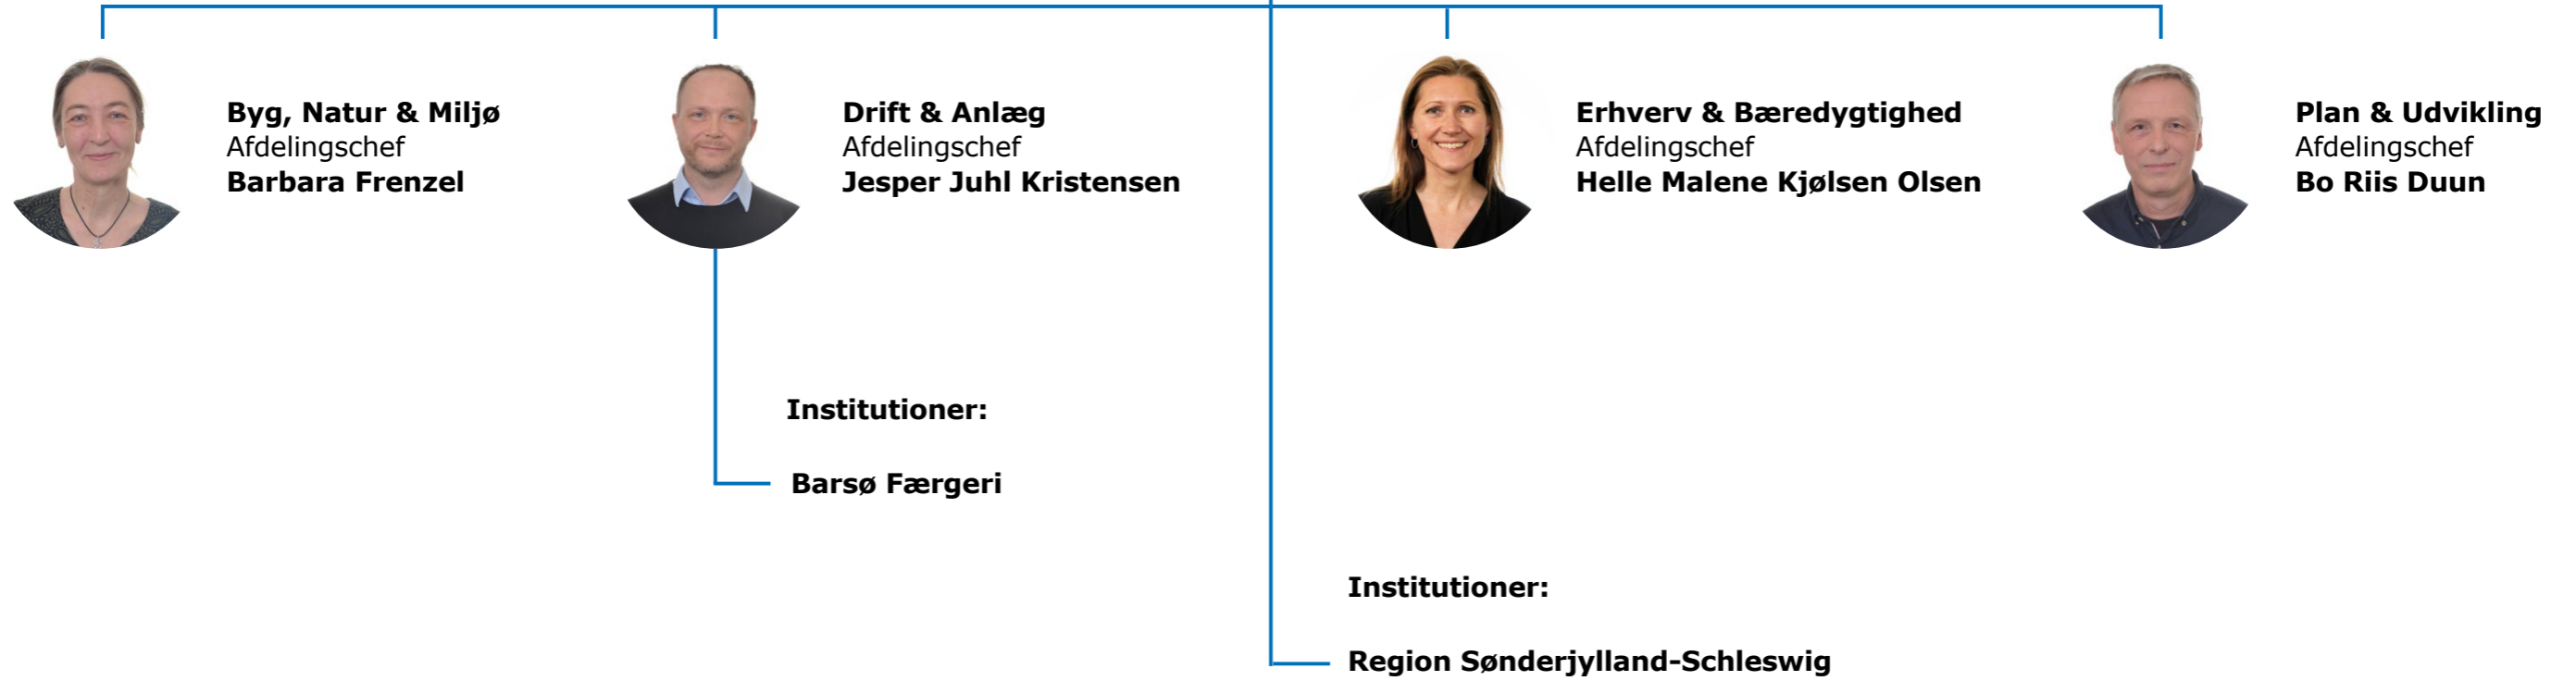 Byg, Natur & Miljø
Afdelingschef
Barbara Frenzel
Drift & Anlæg
Afdelingschef
Jesper Juhl Kristensen
Erhverv & Bæredygtighed
Afdelingschef
Helle Malene Kjølsen Olsen
Plan & Udvikling
Afdelingschef
Bo Riis Duun
Institutioner:
Barsø Færgeri
Institutioner:
Region Sønderjylland-Schleswig